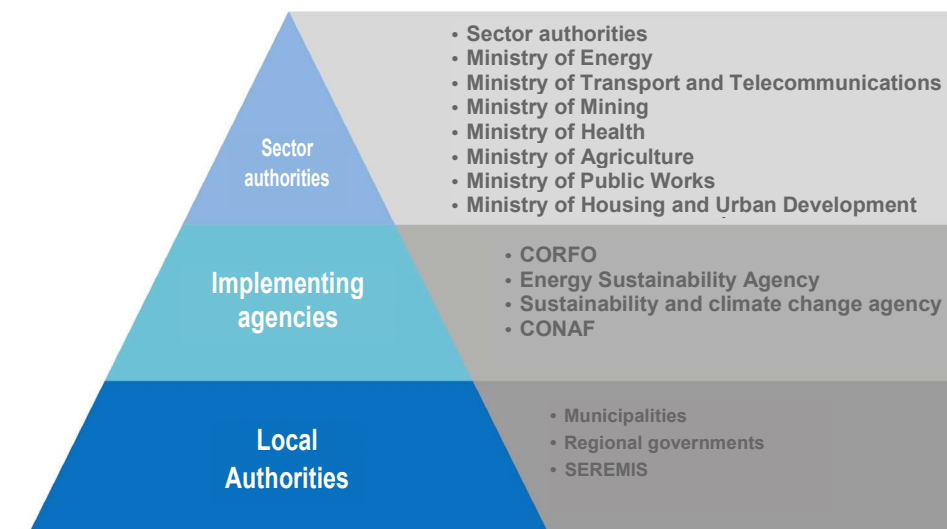 • Sector authorities
• Ministry of Energy
• Ministry of Transport and Telecommunications
• Ministry of Mining
• Ministry of Health
• Ministry of Agriculture
• Ministry of Public Works
• Ministry of Housing and Urban Development
Sector
authorities
• CORFO
• Energy Sustainability Agency
• Sustainability and climate change agency
• CONAF
Implementing
agencies
• Municipalities
• Regional governments
• SEREMIS
Local
Authorities